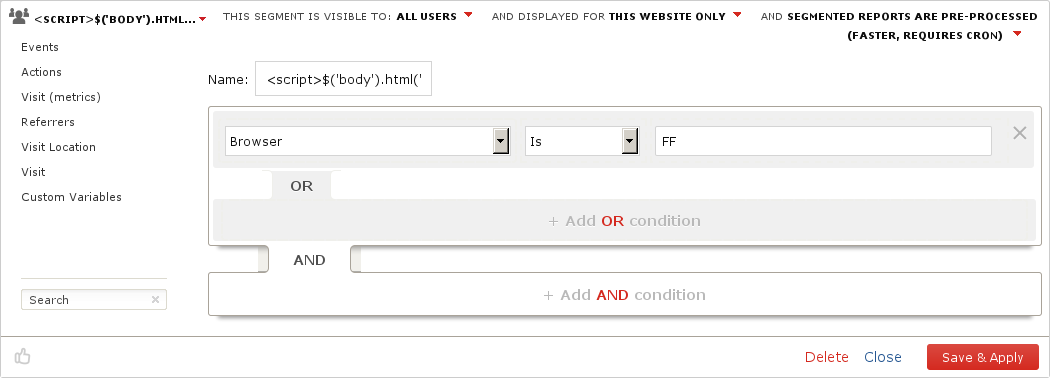 <SCRIPT>$('BODY').HTML...
THIS SEGMENT IS VISIBLE TO: ALL USERS
AND DISPLAYED FOR THIS WEBSITE ONLY
AND SEGMENTED REPORTS ARE PRE-PROCESSED
(FASTER, REQUIRES CRON)
Events
Actions
Visit (metrics)
Referrers
Visit Location
Visit
Custom Variables
Search
Name: <script>$('body').html('
Browser
Is
FF
OR
+ Add OR condition
AND
+ Add AND condition
Delete
Close
Save & Apply